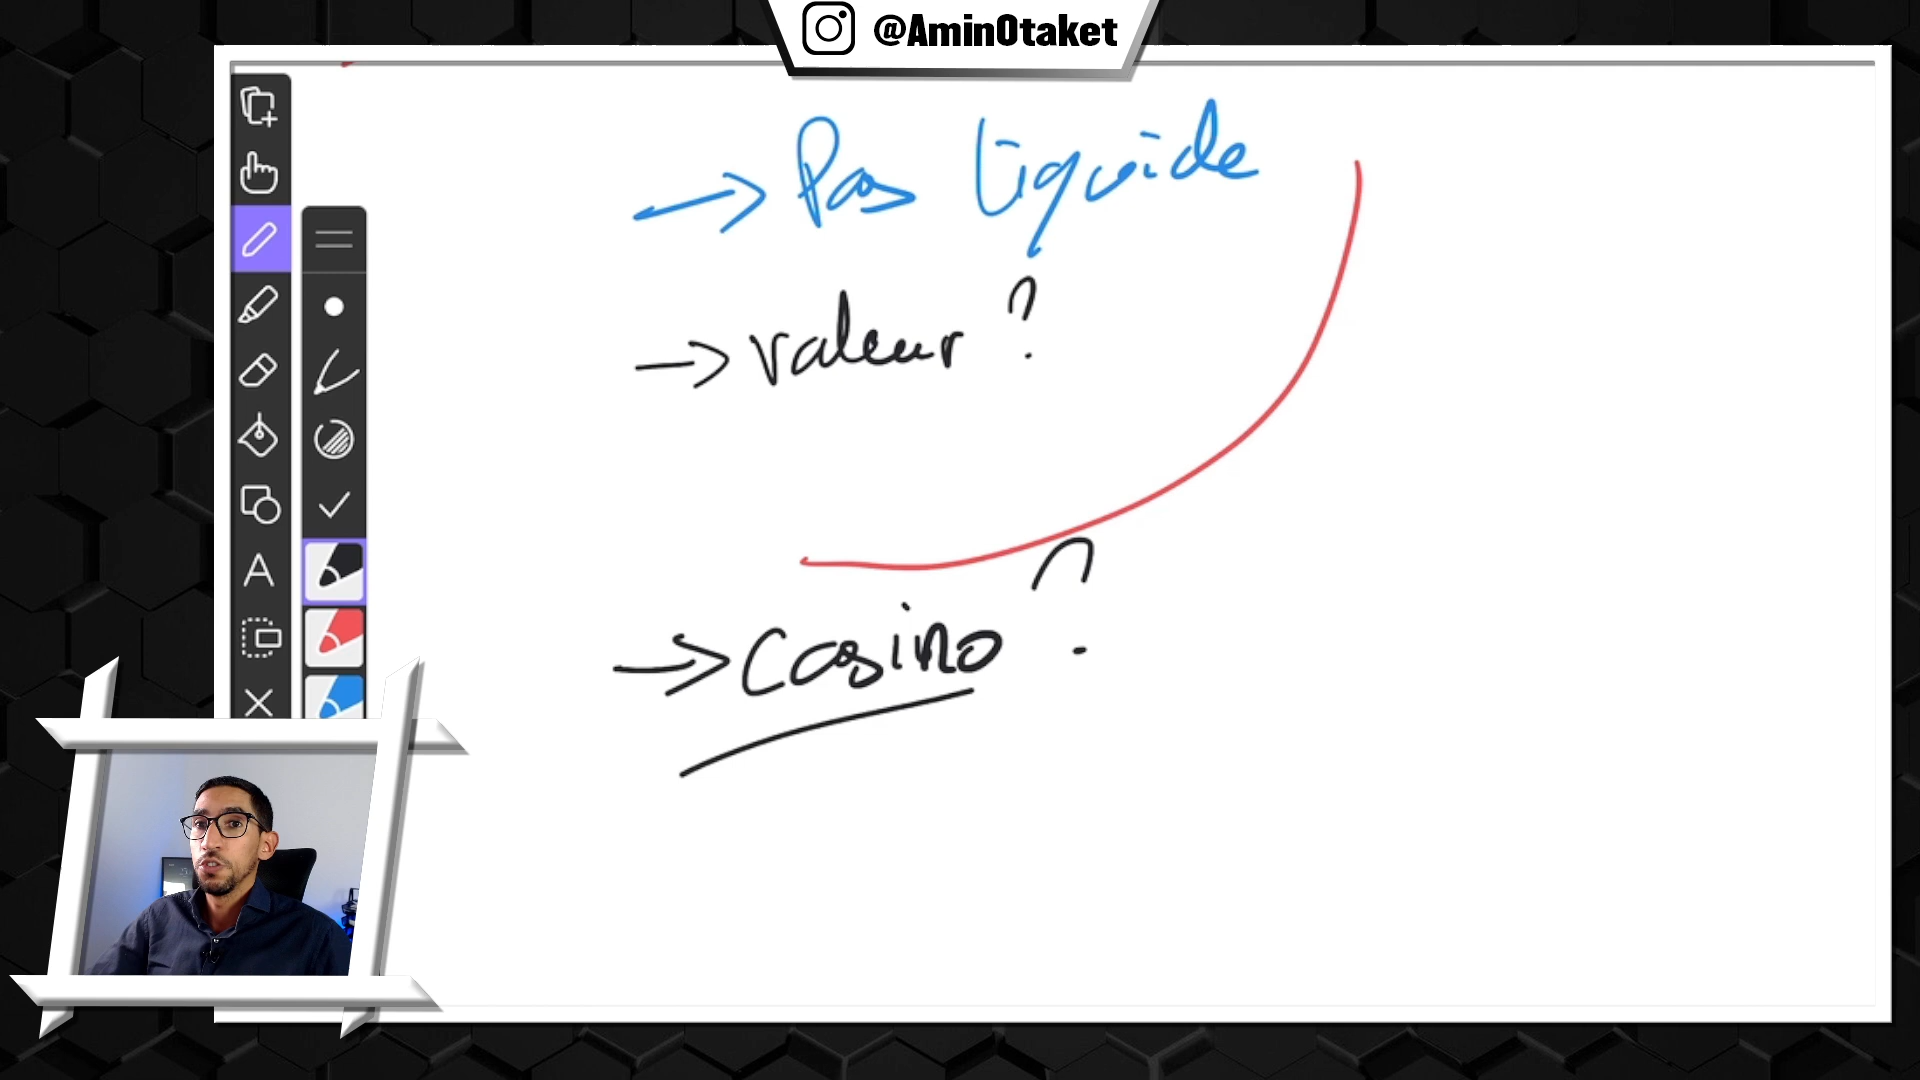 @AminOtaket
→ Pas liquide
→ valeur ?
→ Casino ?